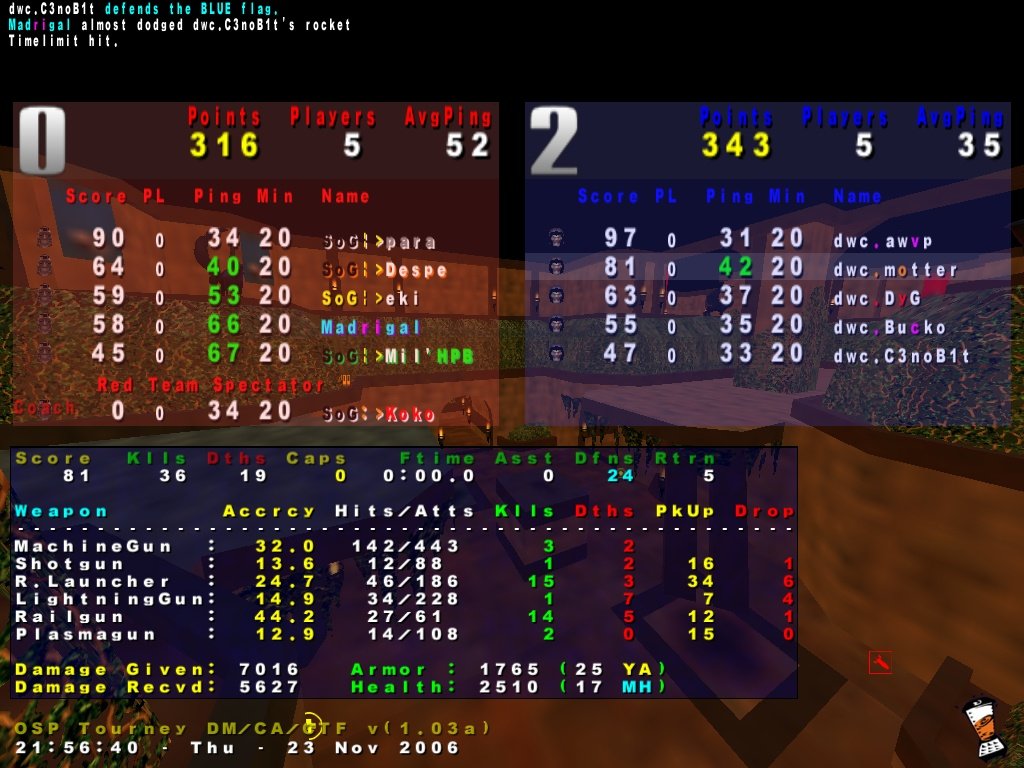 dwc.C3noB1t defends the BLUE flag.
Madrigal almost dodged dwc.C3noB1t's rocket
Timelimit hit.
0 Points Players AvgPing
316 5 52
Score PL Ping Min Name
90 0 34 20 SoG¦>para
64 0 40 20 SoG¦>Despe
59 0 53 20 SoG¦>eki
58 0 66 20 Madrigal
45 0 67 20 SoG¦>Mil'HPB
Red Team Spectator
Coach 0 0 34 20 SoG¦>Koko
2 Points Players AvgPing
343 5 35
Score PL Ping Min Name
97 0 31 20 dwc.awvp
81 0 42 20 dwc.motter
63 0 37 20 dwc.DyG
55 0 35 20 dwc.Bucko
47 0 33 20 dwc.C3noB1t
Score Klls Dths Caps Ftime Asst Dfns Rtrn
81 36 19 0 0:00.0 0 24 5
Weapon Accrcy Hits/Atts Klls Dths PkUp Drop
MachineGun : 32.0 142/443 3 2
Shotgun : 13.6 12/88 1 2 16 1
R.Launcher : 24.7 46/186 15 3 34 6
LightningGun: 14.9 34/228 1 7 7 4
Railgun : 44.2 27/61 14 5 12 1
Plasmagun : 12.9 14/108 2 0 15 0
Damage Given: 7016 Armor : 1765 (25 YA)
Damage Recvd: 5627 Health: 2510 (17 MH)
OSP Tourney DM/CA/CTF v(1.03a)
21:56:40 - Thu - 23 Nov 2006